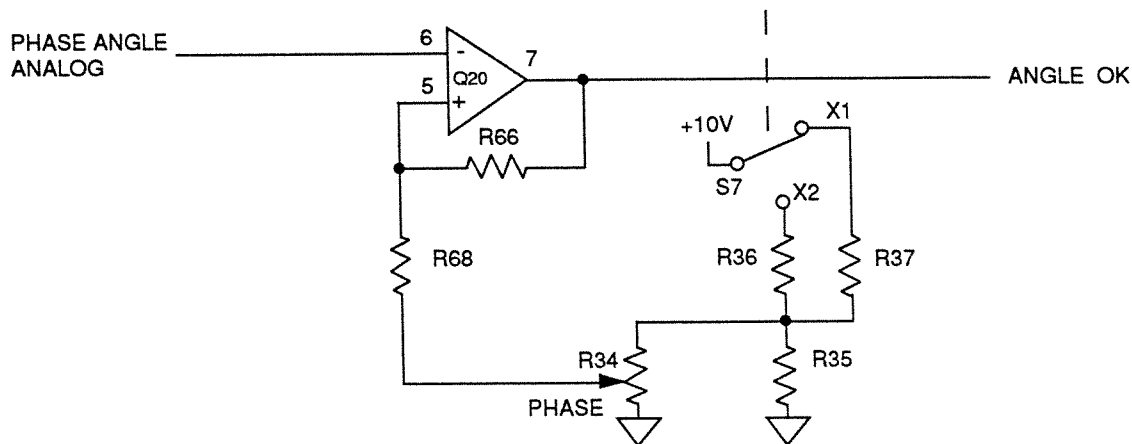 PHASE ANGLE
ANALOG
6
-
Q20
5
+
7
ANGLE OK
R66
+10V
X1
S7
X2
R68
R36
R37
R34
R35
PHASE